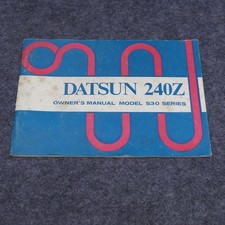 DATSUN 240Z
OWNER'S MANUAL MODEL S30 SERIES